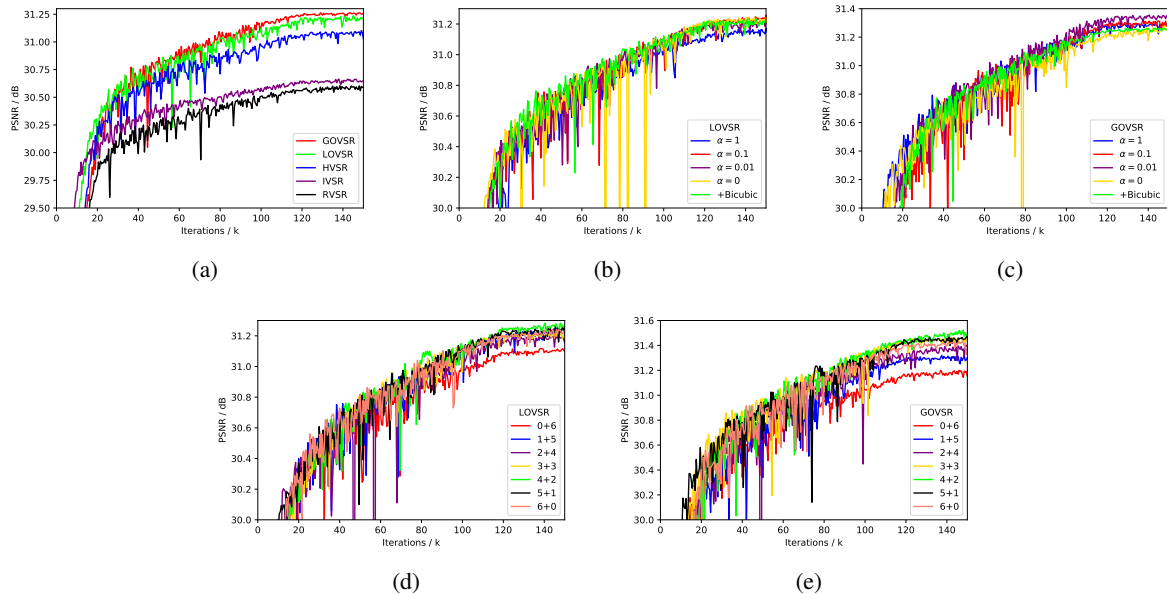 31.25
31.00
30.75
30.50
30.25
30.00
29.75
29.50
PSNR / dB
0 20 40 60 80 100 120 140
Iterations / k
GOVSR
LOVSR
HVSR
IVSR
RVSR
(a)
31.2
31.0
30.8
30.6
30.4
30.2
30.0
PSNR / dB
0 20 40 60 80 100 120 140
Iterations / k
LOVSR
α = 1
α = 0.1
α = 0.01
α = 0
+Bicubic
(b)
31.4
31.2
31.0
30.8
30.6
30.4
30.2
30.0
PSNR / dB
0 20 40 60 80 100 120 140
Iterations / k
GOVSR
α = 1
α = 0.1
α = 0.01
α = 0
+Bicubic
(c)
31.2
31.0
30.8
30.6
30.4
30.2
30.0
PSNR / dB
0 20 40 60 80 100 120 140
Iterations / k
LOVSR
0+6
1+5
2+4
3+3
4+2
5+1
6+0
(d)
31.6
31.4
31.2
31.0
30.8
30.6
30.4
30.2
30.0
PSNR / dB
0 20 40 60 80 100 120 140
Iterations / k
GOVSR
0+6
1+5
2+4
3+3
4+2
5+1
6+0
(e)